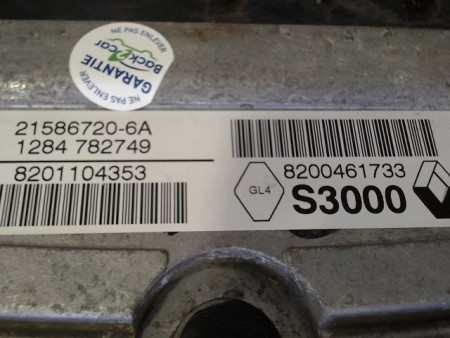 NE PAS ENLEVER
GARANTIE
Back2car
NE PAS ENLEVER
21586720-6A
1284 782749
8201104353
8200461733
GL4
S3000